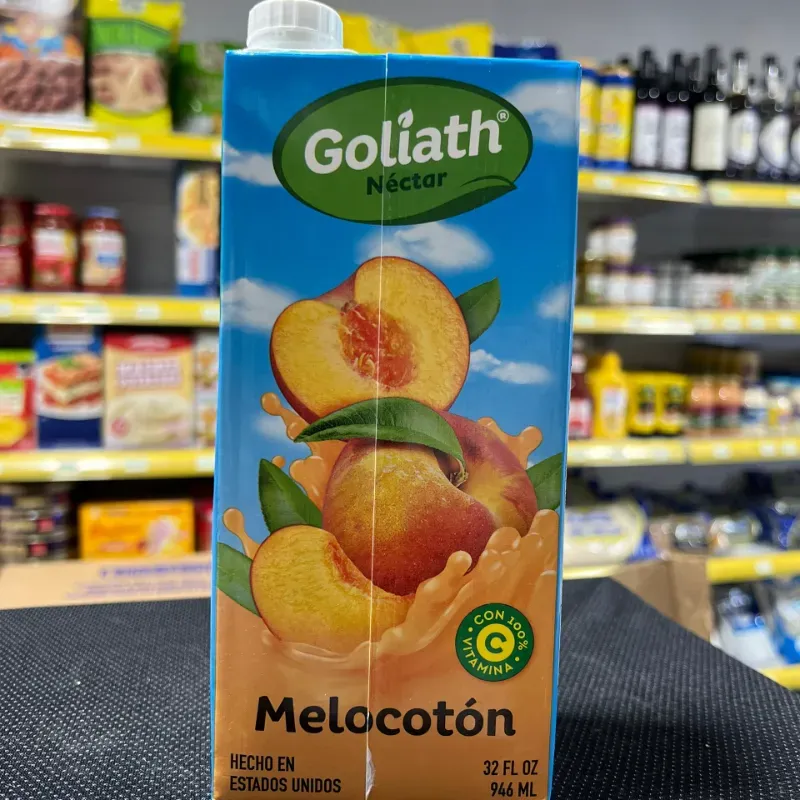 Goliath®
Néctar
CON 100%
C
VITAMINA
Melocotón
HECHO EN
ESTADOS UNIDOS
32 FL OZ
946 ML